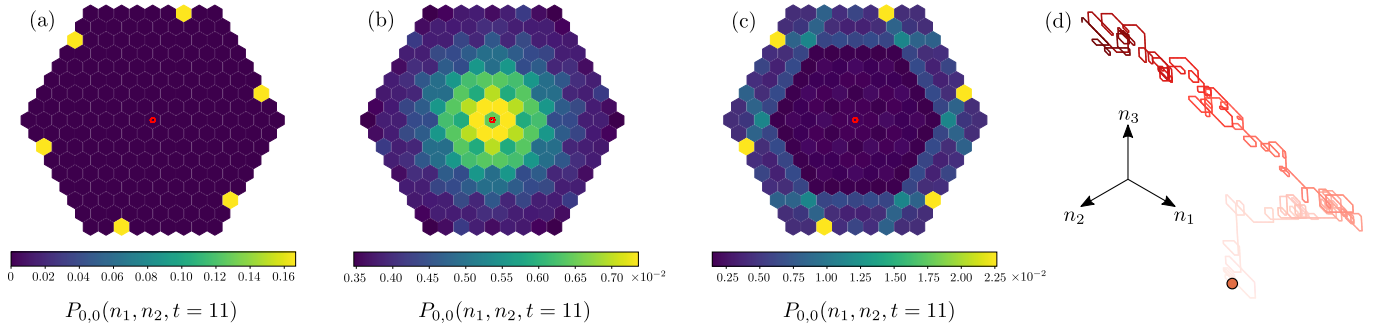 (a) (b) (c) (d)
n₃
n₂ n₁
0 0.02 0.04 0.06 0.08 0.10 0.12 0.14 0.16
0.35 0.40 0.45 0.50 0.55 0.60 0.65 0.70 ×10⁻²
0.25 0.50 0.75 1.00 1.25 1.50 1.75 2.00 2.25 ×10⁻²
P₀,₀(n₁, n₂, t = 11)
P₀,₀(n₁, n₂, t = 11)
P₀,₀(n₁, n₂, t = 11)